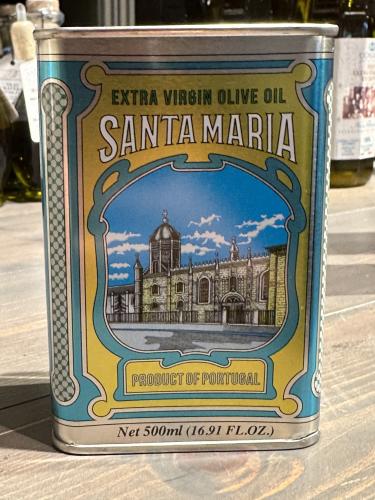 EXTRA VIRGIN OLIVE OIL
SANTA MARIA
PRODUCT OF PORTUGAL
Net 500ml (16.91 FL.OZ.)